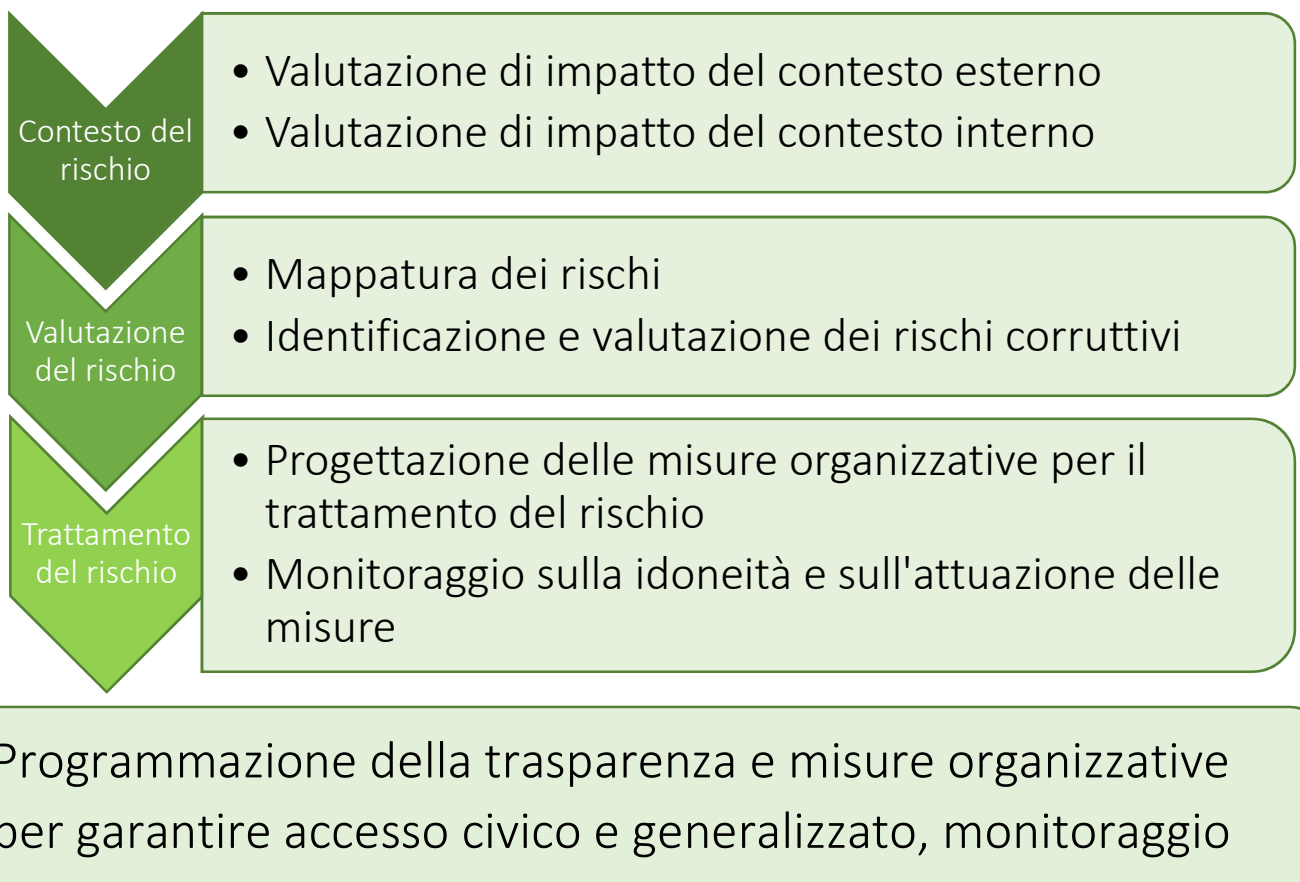 Contesto del
rischio
• Valutazione di impatto del contesto esterno
• Valutazione di impatto del contesto interno
Valutazione
del rischio
• Mappatura dei rischi
• Identificazione e valutazione dei rischi corruttivi
Trattamento
del rischio
• Progettazione delle misure organizzative per il
trattamento del rischio
• Monitoraggio sulla idoneità e sull'attuazione delle
misure
Programmazione della trasparenza e misure organizzative
per garantire accesso civico e generalizzato, monitoraggio